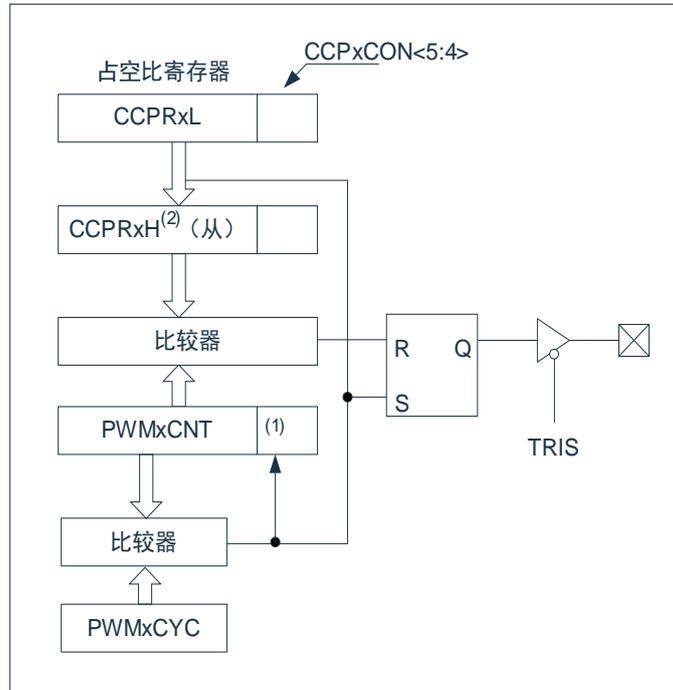 CCPxCON<5:4>
占空比寄存器
CCPRxL
CCPRxH(2)（从）
比较器
R Q
S
PWMxCNT (1)
TRIS
比较器
PWMxCYC